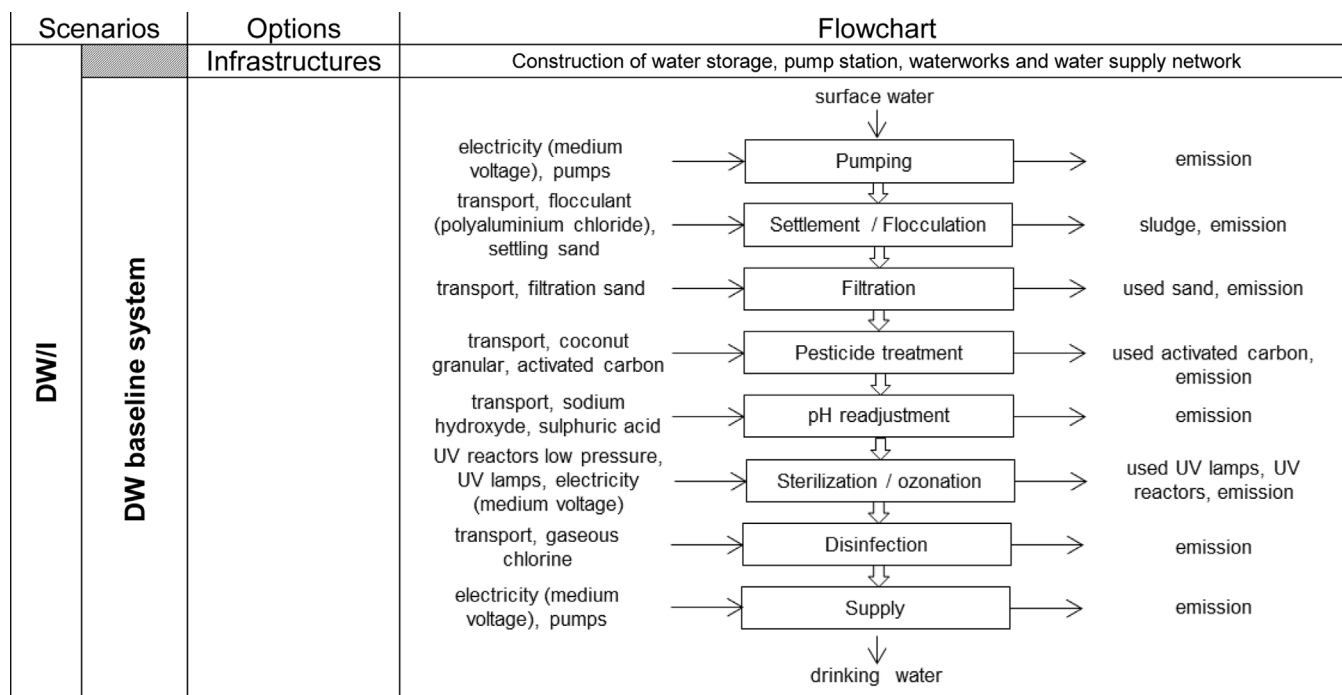 Scenarios Options Flowchart
Infrastructures Construction of water storage, pump station, waterworks and water supply network
DW/I
DW baseline system
surface water
electricity (medium
voltage), pumps
Pumping
emission
transport, flocculant
(polyaluminium chloride),
settling sand
Settlement / Flocculation
sludge, emission
transport, filtration sand
Filtration
used sand, emission
transport, coconut
granular, activated carbon
Pesticide treatment
used activated carbon,
emission
transport, sodium
hydroxyde, sulphuric acid
pH readjustment
emission
UV reactors low pressure,
UV lamps, electricity
(medium voltage)
Sterilization / ozonation
used UV lamps, UV
reactors, emission
transport, gaseous
chlorine
Disinfection
emission
electricity (medium
voltage), pumps
Supply
emission
drinking water